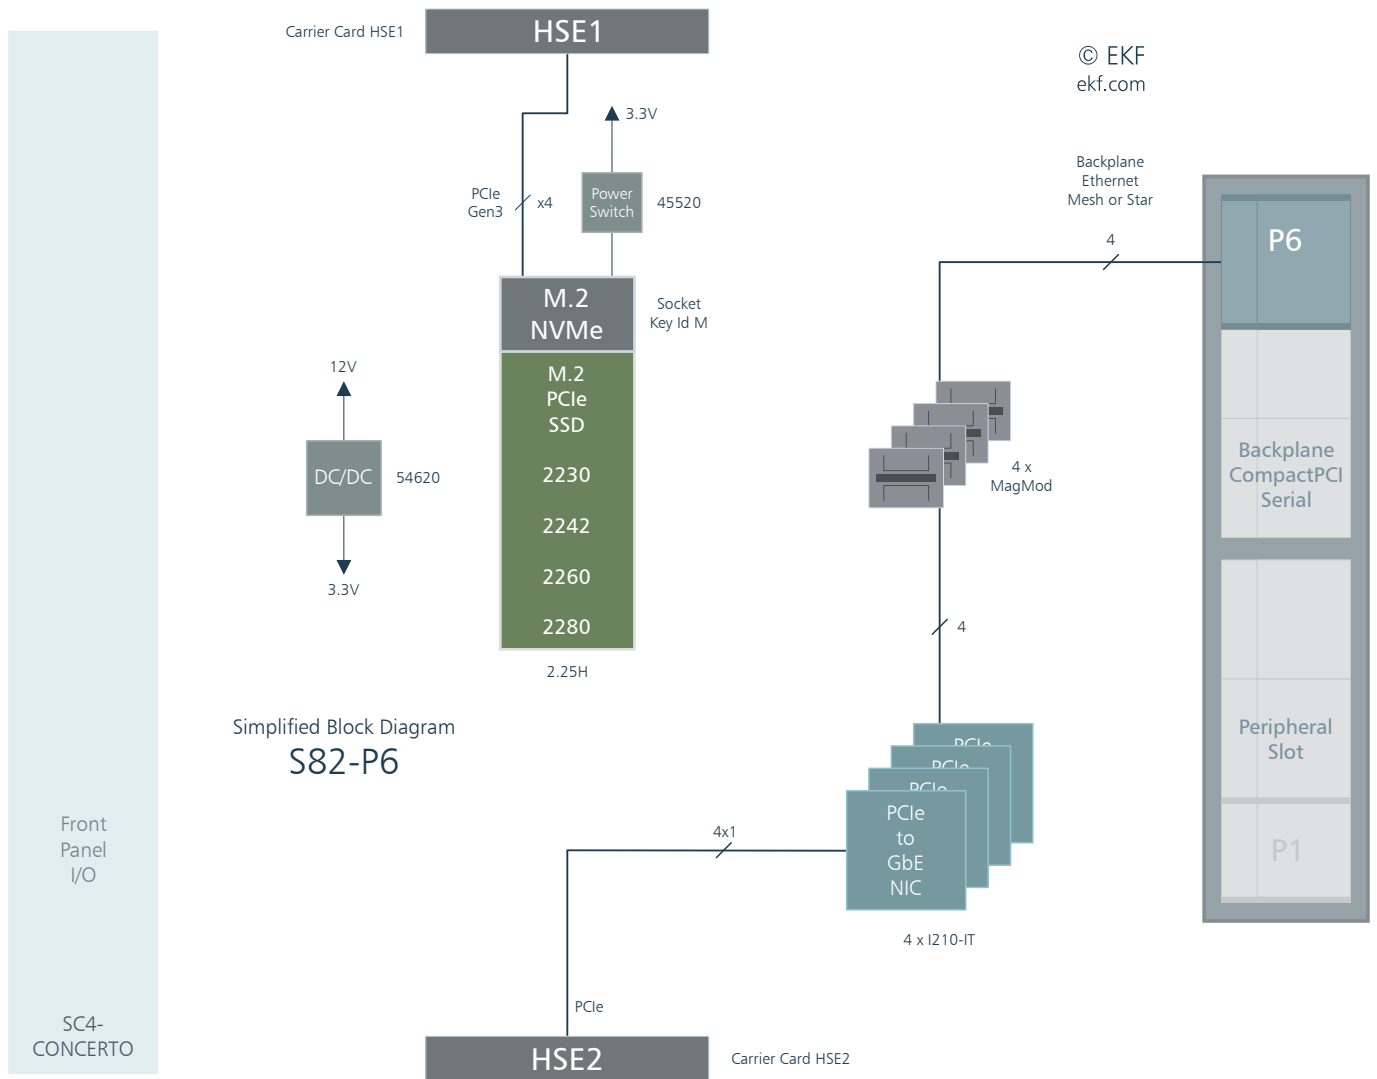 HSE1
Carrier Card HSE1
© EKF
ekf.com
3.3V
Power
Switch
45520
PCIe
Gen3
x4
M.2
NVMe
Socket
Key Id M
M.2
PCIe
SSD
2230
2242
2260
2280
2.25H
12V
DC/DC
54620
3.3V
Simplified Block Diagram
S82-P6
Backplane
Ethernet
Mesh or Star
4
P6
4 x
MagMod
Backplane
CompactPCI
Serial
4
Peripheral
Slot
P1
PCIe
PCIe
PCIe
PCIe
to
GbE
NIC
4 x I210-IT
4x1
PCIe
HSE2
Carrier Card HSE2
Front
Panel
I/O
SC4-
CONCERTO